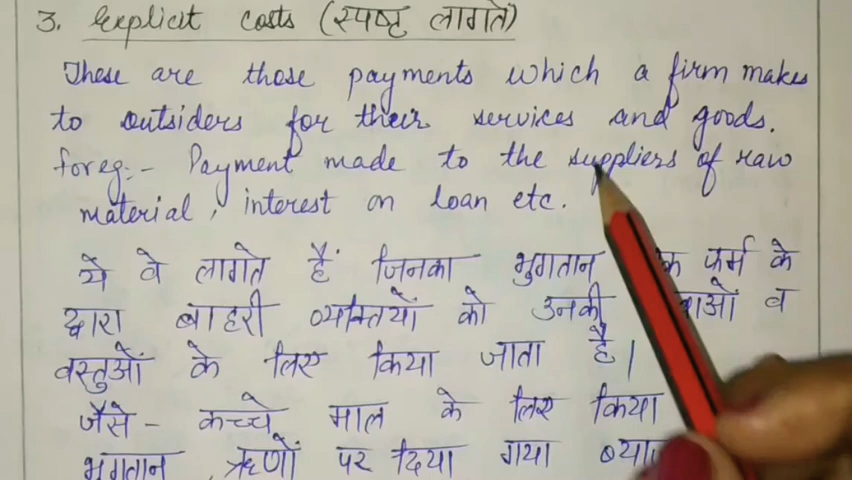 3. Explicit costs (स्पष्ट लागतें)
These are those payments which a firm makes
to outsiders for their services and goods.
for eg:- Payment made to the suppliers of raw
material, interest on loan etc.
ये वे लागते हैं जिनका भुगतान फर्म के
द्वारा बाहरी व्यक्तियों को उनकी व
वस्तुओं के लिए किया जाता है।
जैसे - कच्चे माल के लिए किया
भुगतान, ऋणों पर दिया गया